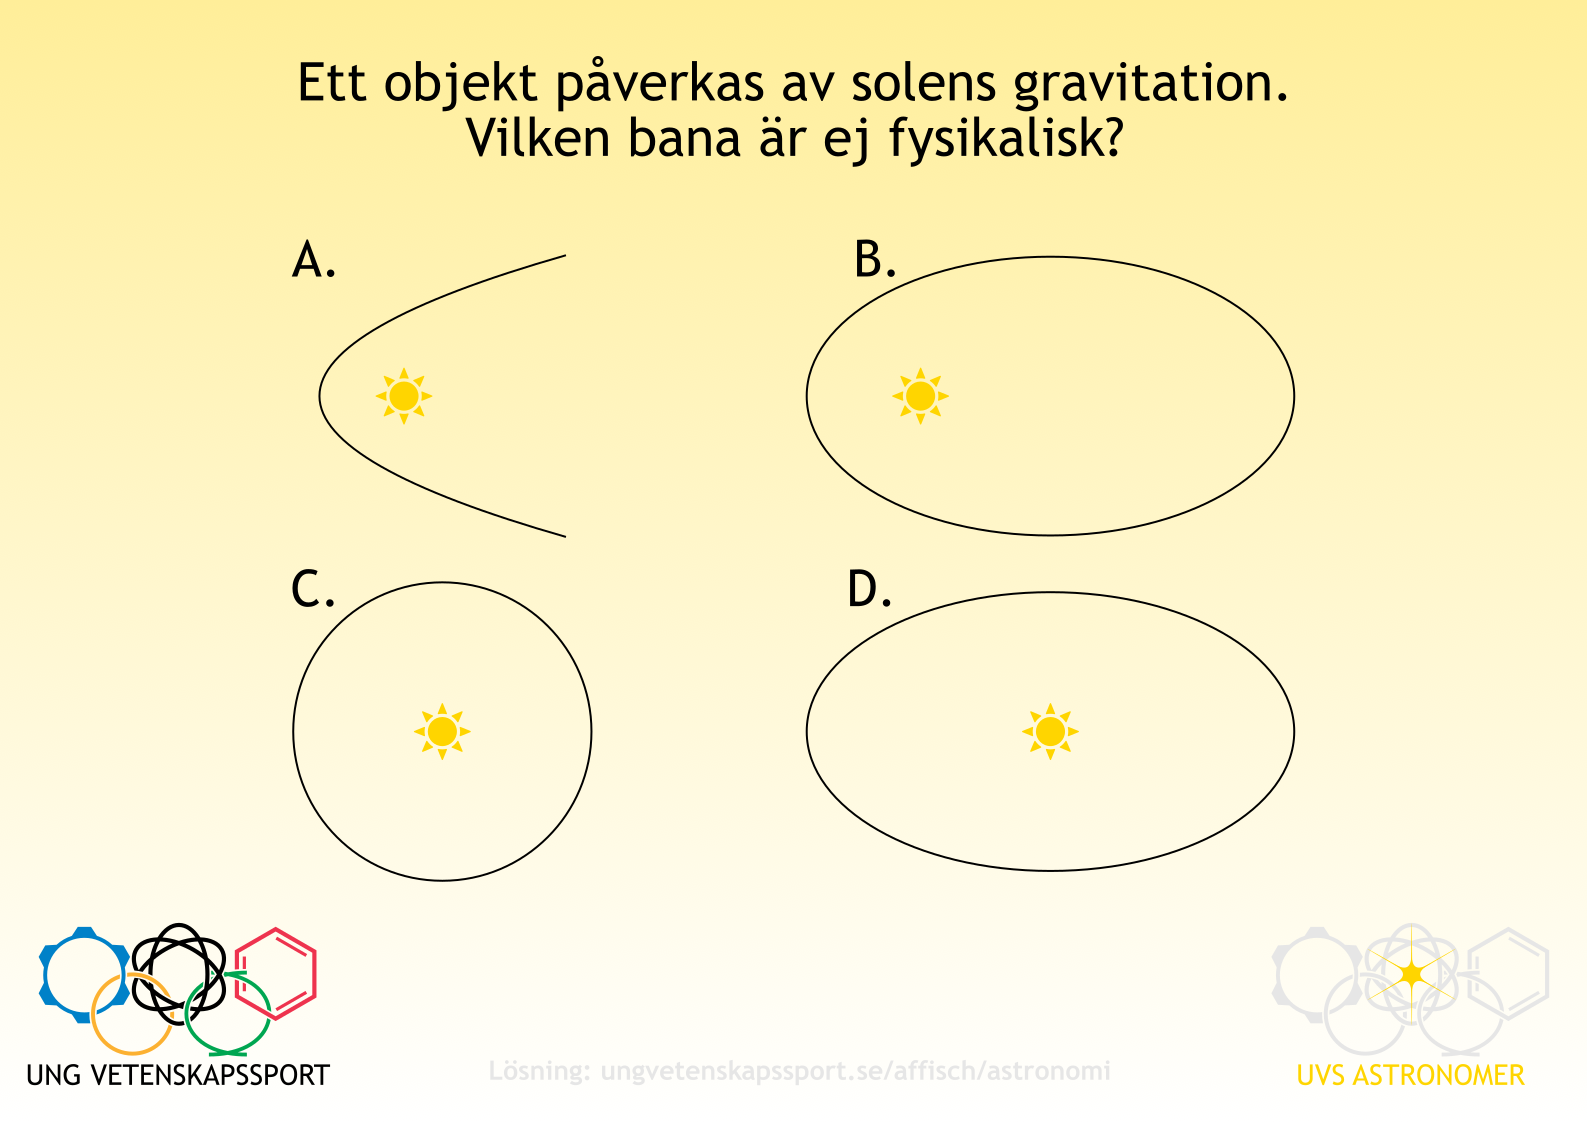 Ett objekt påverkas av solens gravitation.
Vilken bana är ej fysikalisk?
A.
B.
C.
D.
UNG VETENSKAPSSPORT
Lösning: ungvetenskapssport.se/affisch/astronomi
UVS ASTRONOMER